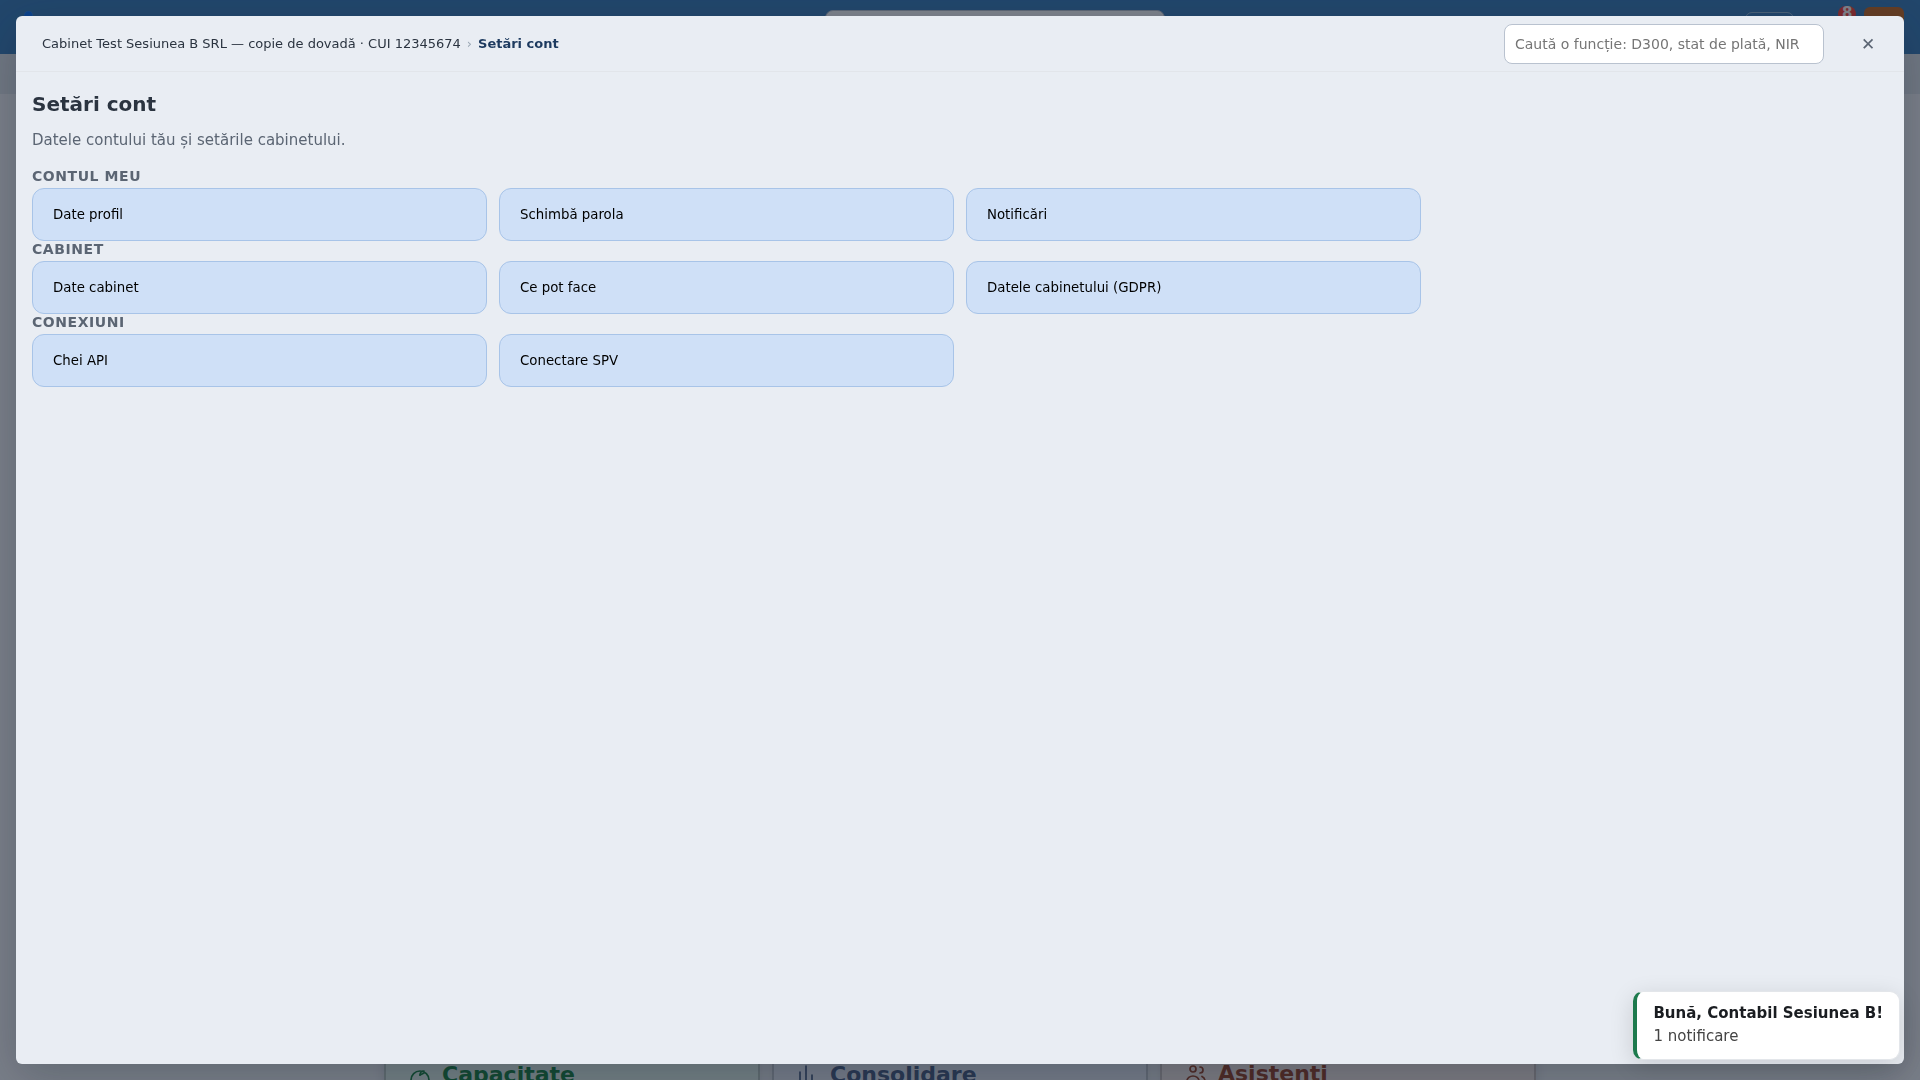 8
Cabinet Test Sesiunea B SRL — copie de dovadă · CUI 12345674 › Setări cont
Caută o funcție: D300, stat de plată, NIR
✕
Setări cont
Datele contului tău și setările cabinetului.
CONTUL MEU
Date profil
Schimbă parola
Notificări
CABINET
Date cabinet
Ce pot face
Datele cabinetului (GDPR)
CONEXIUNI
Chei API
Conectare SPV
Bună, Contabil Sesiunea B!
1 notificare
Capacitate
Consolidare
Asistenți